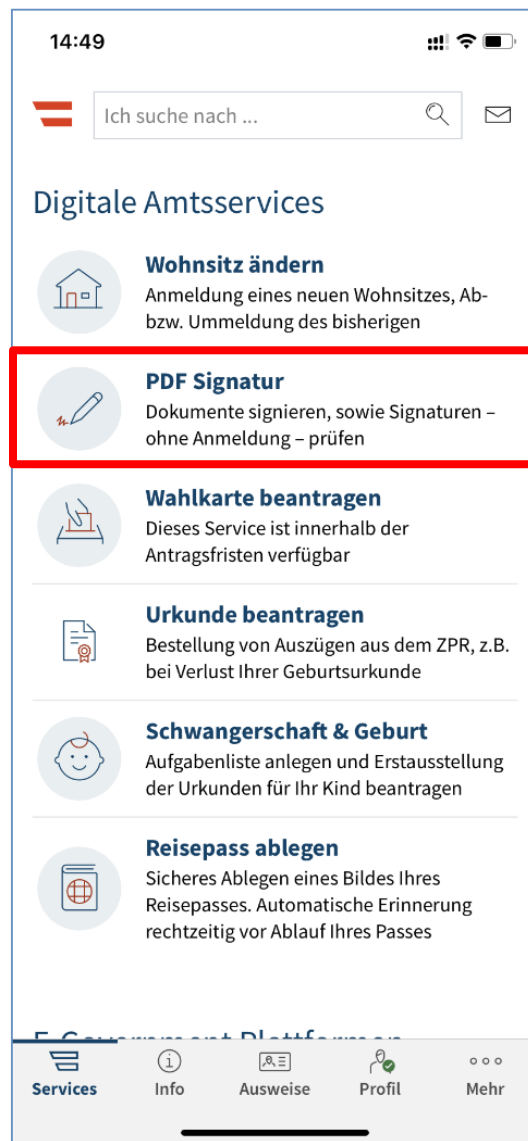 14:49
Ich suche nach ...
Digitale Amtsservices
Wohnsitz ändern
Anmeldung eines neuen Wohnsitzes, Ab-
bzw. Ummeldung des bisherigen
PDF Signatur
Dokumente signieren, sowie Signaturen –
ohne Anmeldung – prüfen
Wahlkarte beantragen
Dieses Service ist innerhalb der
Antragsfristen verfügbar
Urkunde beantragen
Bestellung von Auszügen aus dem ZPR, z.B.
bei Verlust Ihrer Geburtsurkunde
Schwangerschaft & Geburt
Aufgabenliste anlegen und Erstausstellung
der Urkunden für Ihr Kind beantragen
Reisepass ablegen
Sicheres Ablegen eines Bildes Ihres
Reisepasses. Automatische Erinnerung
rechtzeitig vor Ablauf Ihres Passes
E-Government Plattformen
Services Info Ausweise Profil Mehr